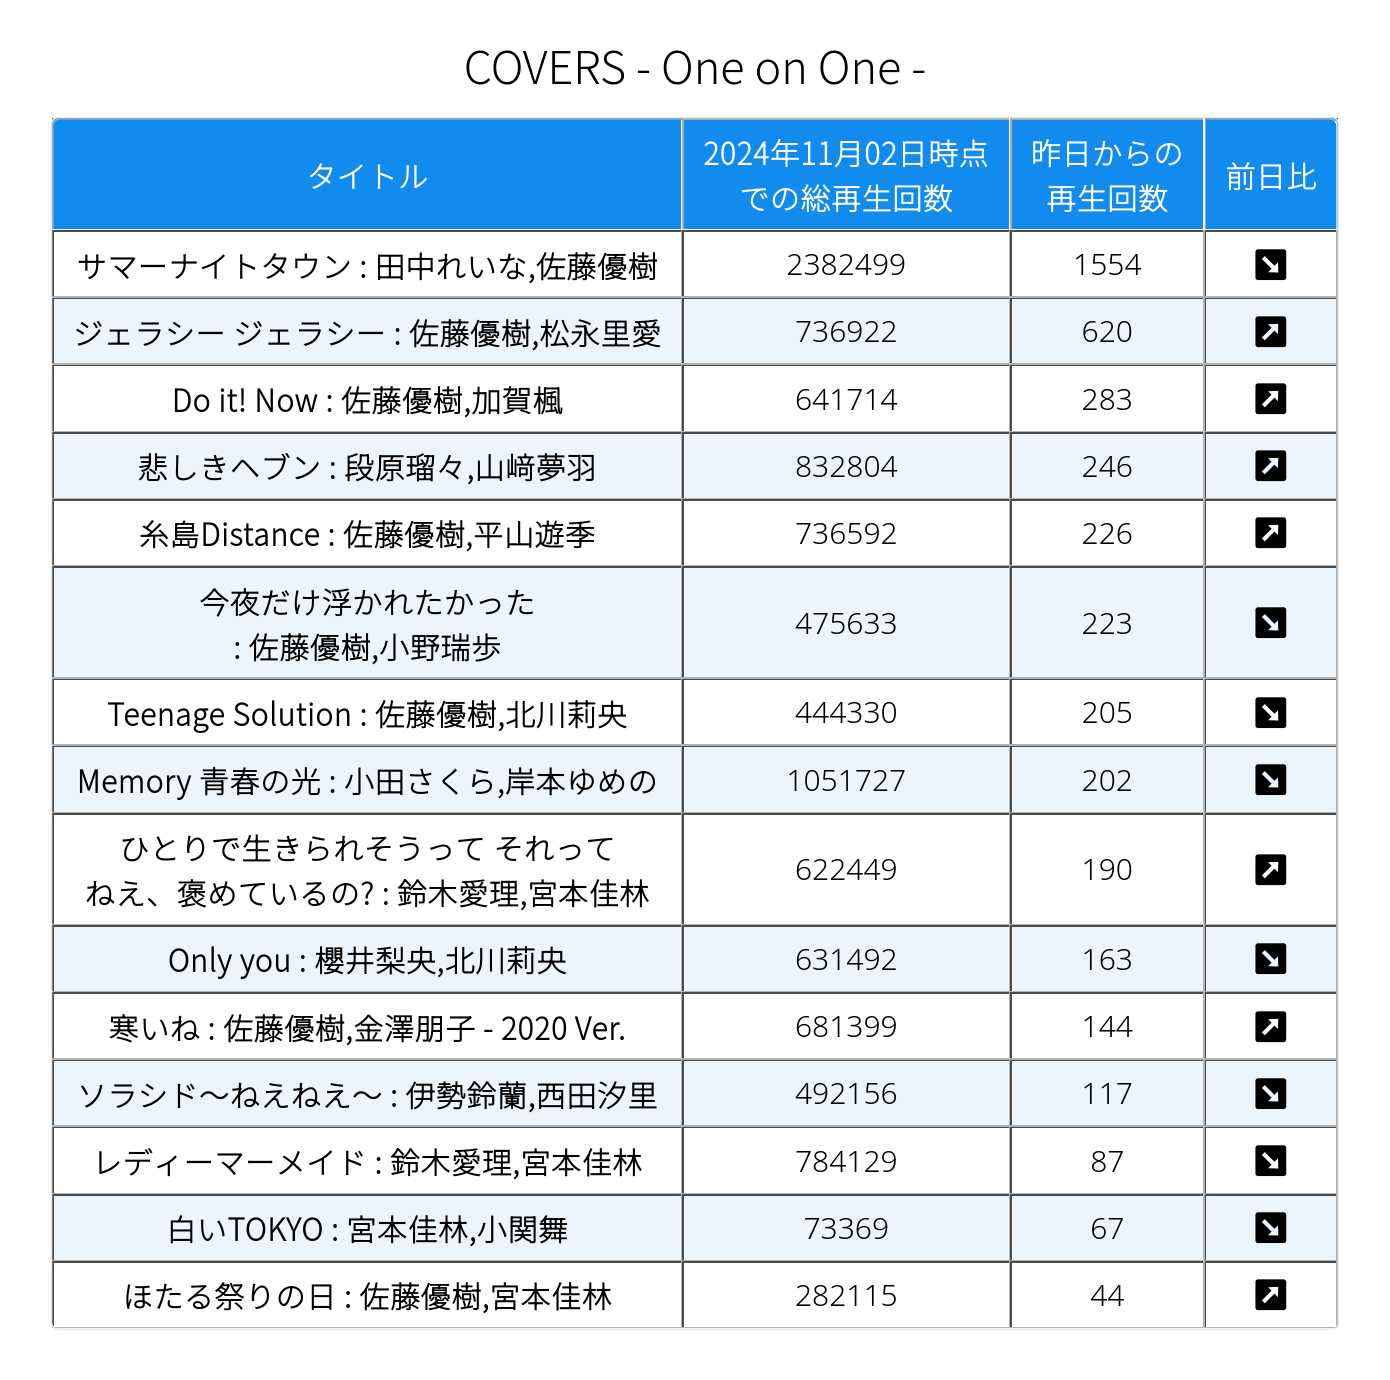 COVERS - One on One -
タイトル
2024年11月02日時点
での総再生回数
昨日からの
再生回数
前日比
サマーナイトタウン : 田中れいな,佐藤優樹
2382499
1554
ジェラシー ジェラシー : 佐藤優樹,松永里愛
736922
620
Do it! Now : 佐藤優樹,加賀楓
641714
283
悲しきヘブン : 段原瑠々,山﨑夢羽
832804
246
糸島Distance : 佐藤優樹,平山遊季
736592
226
今夜だけ浮かれたかった
: 佐藤優樹,小野瑞歩
475633
223
Teenage Solution : 佐藤優樹,北川莉央
444330
205
Memory 青春の光 : 小田さくら,岸本ゆめの
1051727
202
ひとりで生きられそうって それって
ねえ、褒めているの? : 鈴木愛理,宮本佳林
622449
190
Only you : 櫻井梨央,北川莉央
631492
163
寒いね : 佐藤優樹,金澤朋子 - 2020 Ver.
681399
144
ソラシド〜ねえねえ〜 : 伊勢鈴蘭,西田汐里
492156
117
レディーマーメイド : 鈴木愛理,宮本佳林
784129
87
白いTOKYO : 宮本佳林,小関舞
73369
67
ほたる祭りの日 : 佐藤優樹,宮本佳林
282115
44